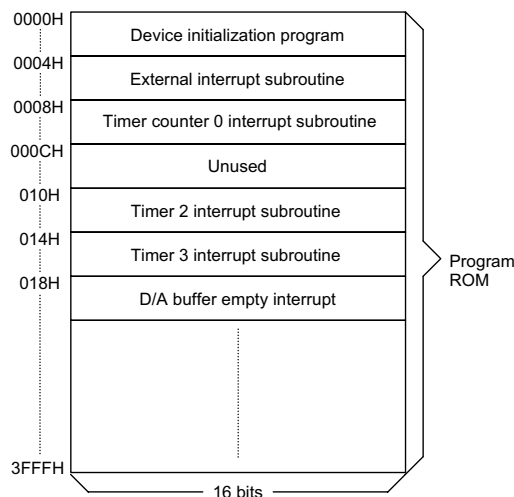 0000H
Device initialization program
0004H
External interrupt subroutine
0008H
Timer counter 0 interrupt subroutine
000CH
Unused
010H
Timer 2 interrupt subroutine
014H
Timer 3 interrupt subroutine
018H
D/A buffer empty interrupt
Program
ROM
3FFFH
16 bits